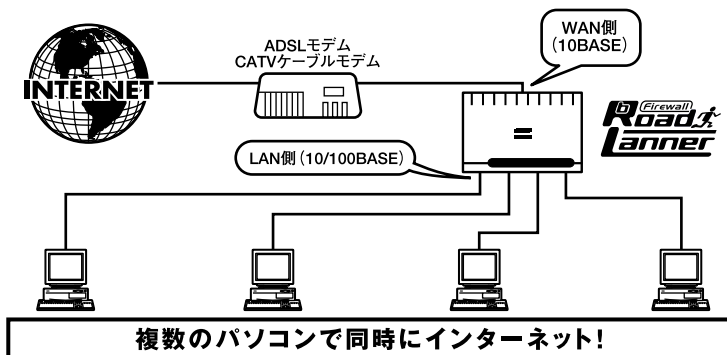 INTERNET
ADSLモデム
CATVケーブルモデム
WAN側
(10BASE)
Firewall
Road
Lanner
LAN側(10/100BASE)
複数のパソコンで同時にインターネット!